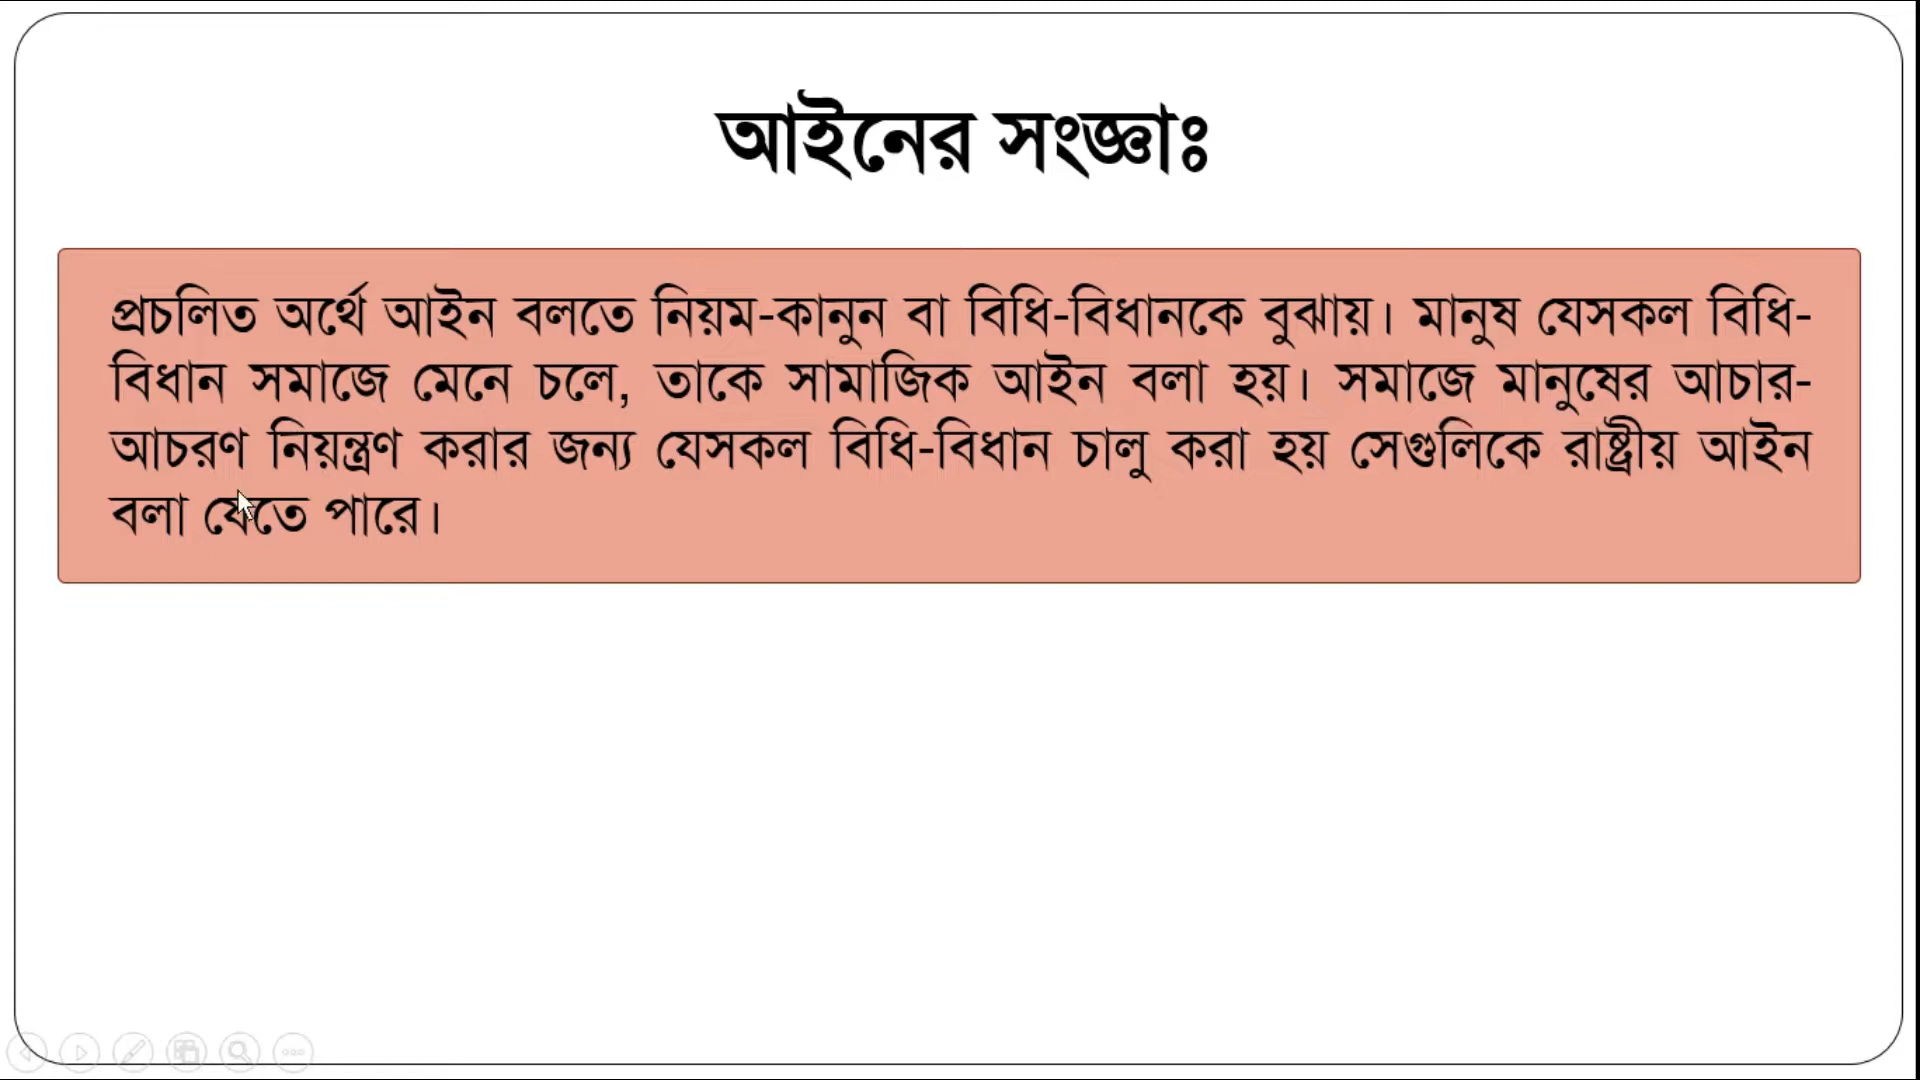 আইনের সংজ্ঞাঃ
প্রচলিত অর্থে আইন বলতে নিয়ম-কানুন বা বিধি-বিধানকে বুঝায়। মানুষ যেসকল বিধি-
বিধান সমাজে মেনে চলে, তাকে সামাজিক আইন বলা হয়। সমাজে মানুষের আচার-
আচরণ নিয়ন্ত্রণ করার জন্য যেসকল বিধি-বিধান চালু করা হয় সেগুলিকে রাষ্ট্রীয় আইন
বলা যেতে পারে।